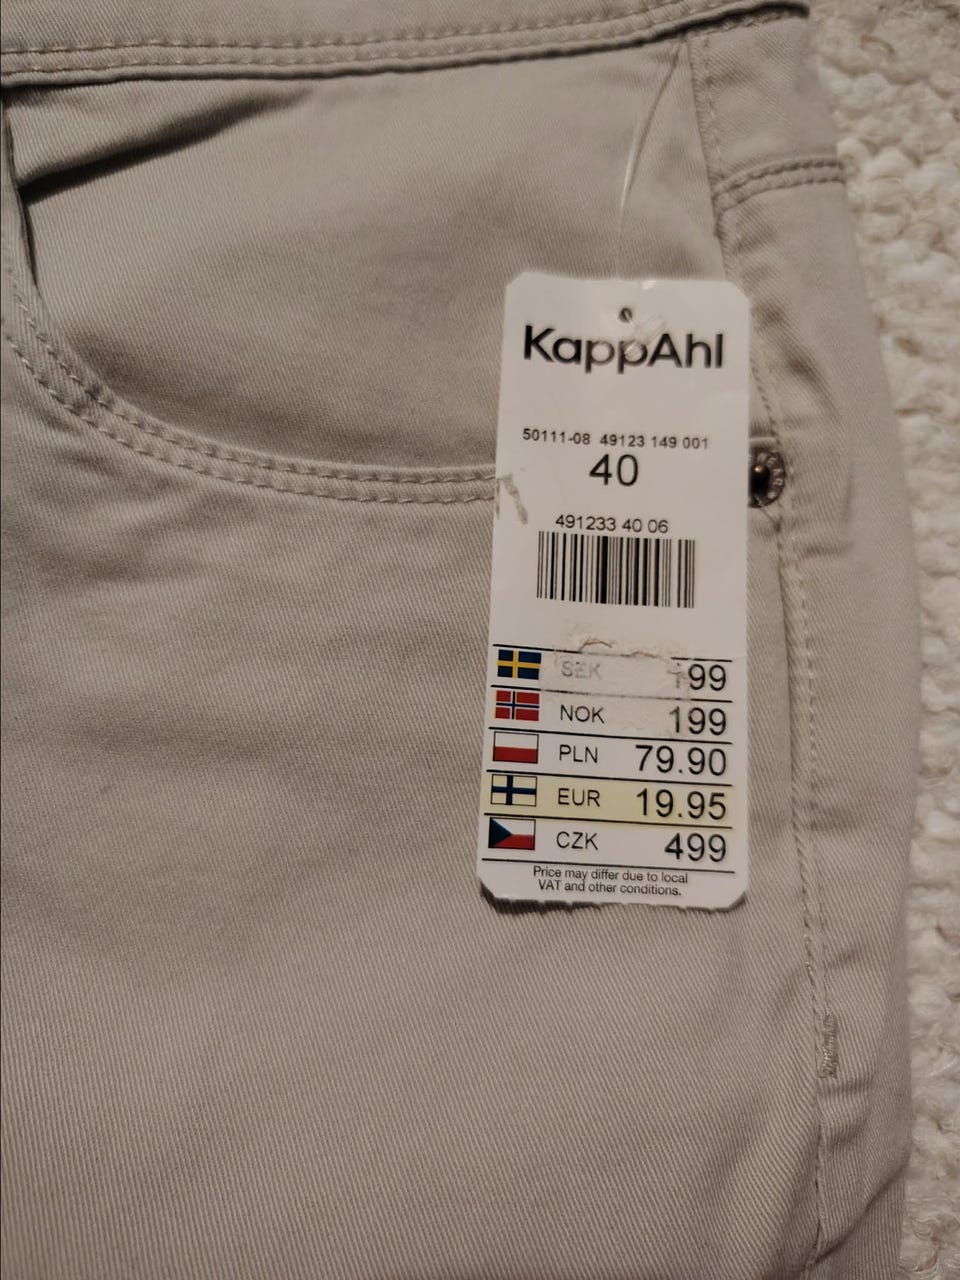 KappAhl
50111-08 49123 149 001
40
491233 40 06
SEK 199
NOK 199
PLN 79.90
EUR 19.95
CZK 499
Price may differ due to local
VAT and other conditions.